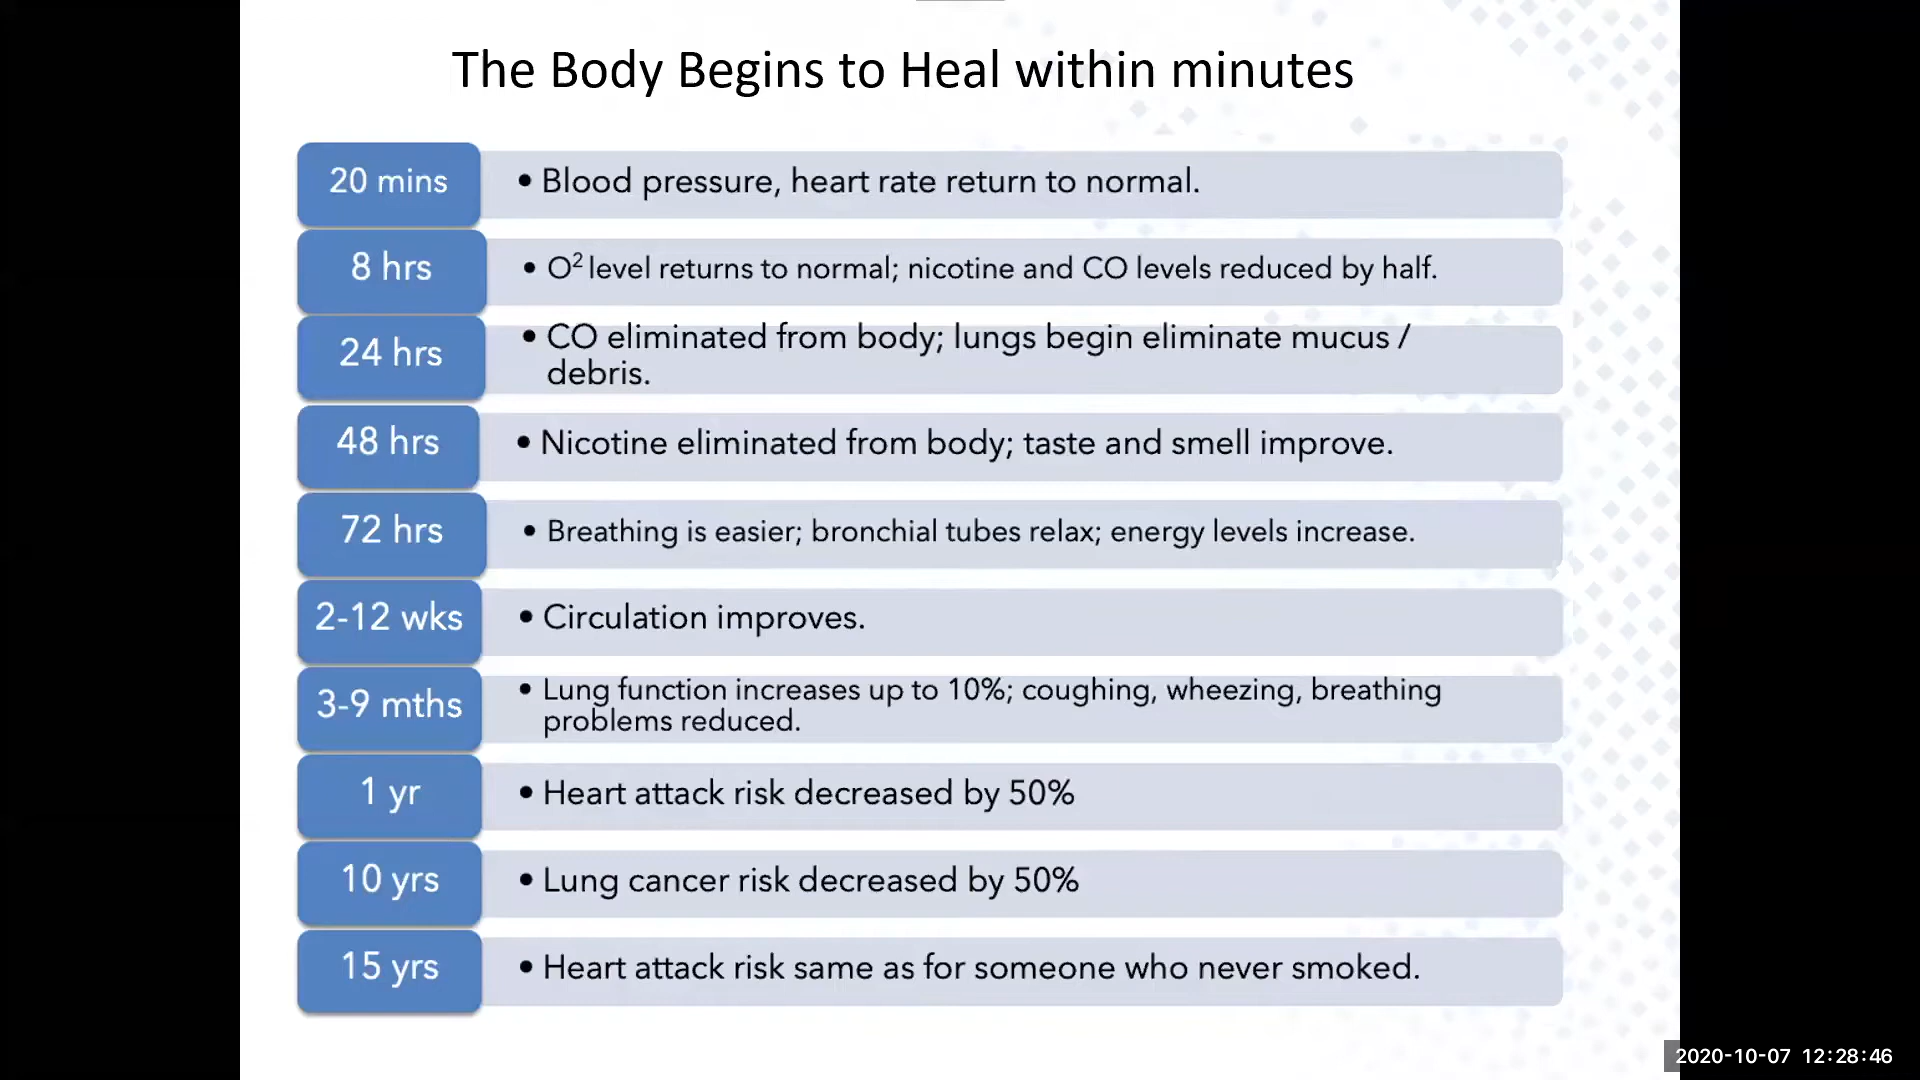 The Body Begins to Heal within minutes
20 mins
• Blood pressure, heart rate return to normal.
8 hrs
• O² level returns to normal; nicotine and CO levels reduced by half.
24 hrs
• CO eliminated from body; lungs begin eliminate mucus /
debris.
48 hrs
• Nicotine eliminated from body; taste and smell improve.
72 hrs
• Breathing is easier; bronchial tubes relax; energy levels increase.
2-12 wks
• Circulation improves.
3-9 mths
• Lung function increases up to 10%; coughing, wheezing, breathing
problems reduced.
1 yr
• Heart attack risk decreased by 50%
10 yrs
• Lung cancer risk decreased by 50%
15 yrs
• Heart attack risk same as for someone who never smoked.
2020-10-07 12:28:46